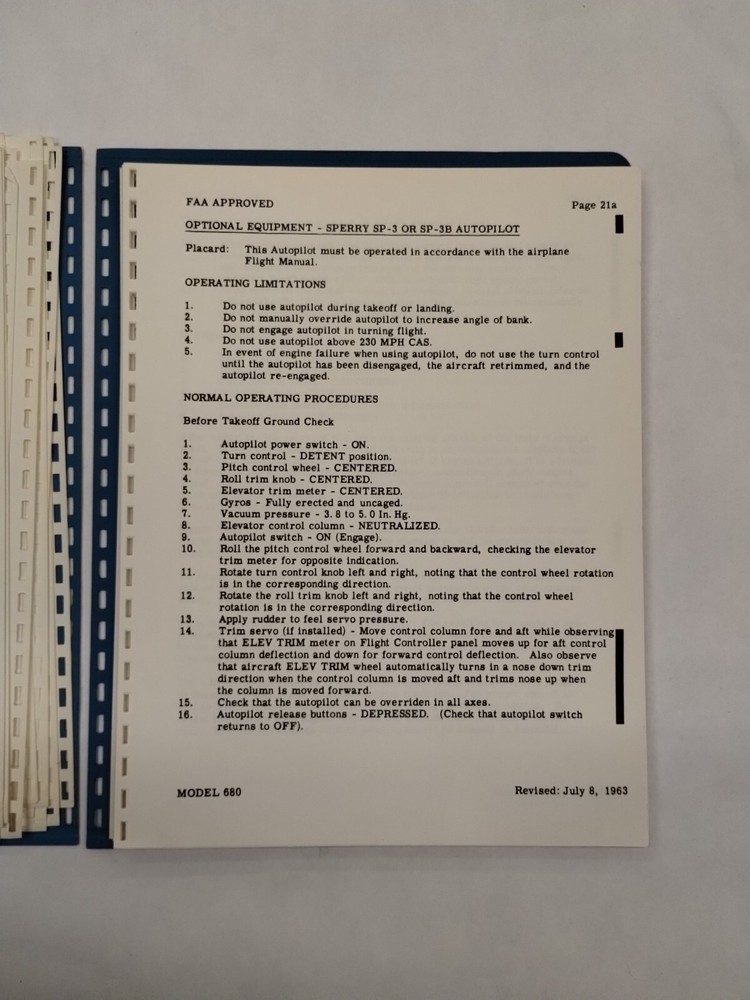 FAA APPROVED Page 21a
OPTIONAL EQUIPMENT - SPERRY SP-3 OR SP-3B AUTOPILOT
Placard: This Autopilot must be operated in accordance with the airplane
Flight Manual.
OPERATING LIMITATIONS
1. Do not use autopilot during takeoff or landing.
2. Do not manually override autopilot to increase angle of bank.
3. Do not engage autopilot in turning flight.
4. Do not use autopilot above 230 MPH CAS.
5. In event of engine failure when using autopilot, do not use the turn control
until the autopilot has been disengaged, the aircraft retrimmed, and the
autopilot re-engaged.
NORMAL OPERATING PROCEDURES
Before Takeoff Ground Check
1. Autopilot power switch - ON.
2. Turn control - DETENT position.
3. Pitch control wheel - CENTERED.
4. Roll trim knob - CENTERED.
5. Elevator trim meter - CENTERED.
6. Gyros - Fully erected and uncaged.
7. Vacuum pressure - 3.8 to 5.0 In. Hg.
8. Elevator control column - NEUTRALIZED.
9. Autopilot switch - ON (Engage).
10. Roll the pitch control wheel forward and backward, checking the elevator
trim meter for opposite indication.
11. Rotate turn control knob left and right, noting that the control wheel rotation
is in the corresponding direction.
12. Rotate the roll trim knob left and right, noting that the control wheel
rotation is in the corresponding direction.
13. Apply rudder to feel servo pressure.
14. Trim servo (if installed) - Move control column fore and aft while observing
that ELEV TRIM meter on Flight Controller panel moves up for aft control
column deflection and down for forward control deflection. Also observe
that aircraft ELEV TRIM wheel automatically turns in a nose down trim
direction when the control column is moved aft and trims nose up when
the column is moved forward.
15. Check that the autopilot can be overriden in all axes.
16. Autopilot release buttons - DEPRESSED. (Check that autopilot switch
returns to OFF).
MODEL 680 Revised: July 8, 1963